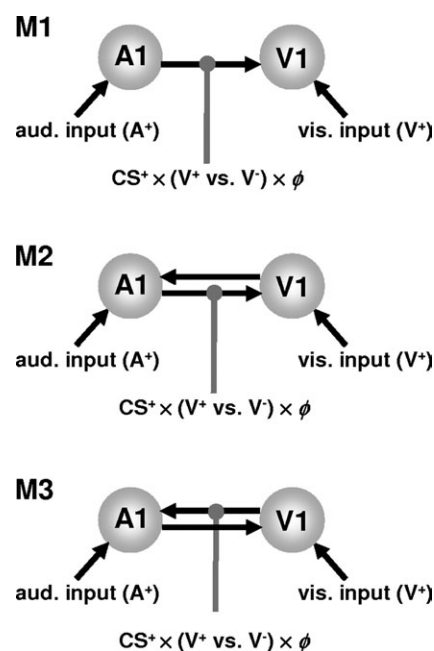 M1
A1 V1
aud. input (A⁺) vis. input (V⁺)
CS⁺ × (V⁺ vs. V⁻) × ϕ
M2
A1 V1
aud. input (A⁺) vis. input (V⁺)
CS⁺ × (V⁺ vs. V⁻) × ϕ
M3
A1 V1
aud. input (A⁺) vis. input (V⁺)
CS⁺ × (V⁺ vs. V⁻) × ϕ